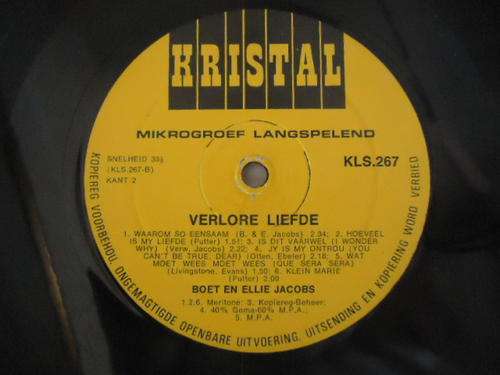 KRISTAL
MIKROGROEF LANGSPELEND
SNELHEID 33⅓
(KLS.267-B)
KANT 2
KLS.267
VERLORE LIEFDE
1. WAAROM SO EENSAAM (B. & E. Jacobs) 2.34; 2. HOEVEEL
IS MY LIEFDE (Putter) 1.51; 3. IS DIT VAARWEL (I WONDER
WHY) (Verw. Jacobs) 2.22; 4. JY IS MY ONTROU (YOU
CAN'T BE TRUE, DEAR) (Otten, Ebeler) 2.18; 5. WAT
MOET WEES MOET WEES (QUE SERA SERA)
(Livingstone, Evans) 1.50; 6. KLEIN MARIE
(Putter) 2.00
BOET EN ELLIE JACOBS
1.2.6. Meritone; 3. Kopiereg-Beheer;
4. 40% Gema-60% M.P.A.;
5. M.P.A.
KOPIEREG VOORBEHOU. ONGEMAGTIGDE OPENBARE UITVOERING, UITSENDING EN KOPIERING WORD VERBIED